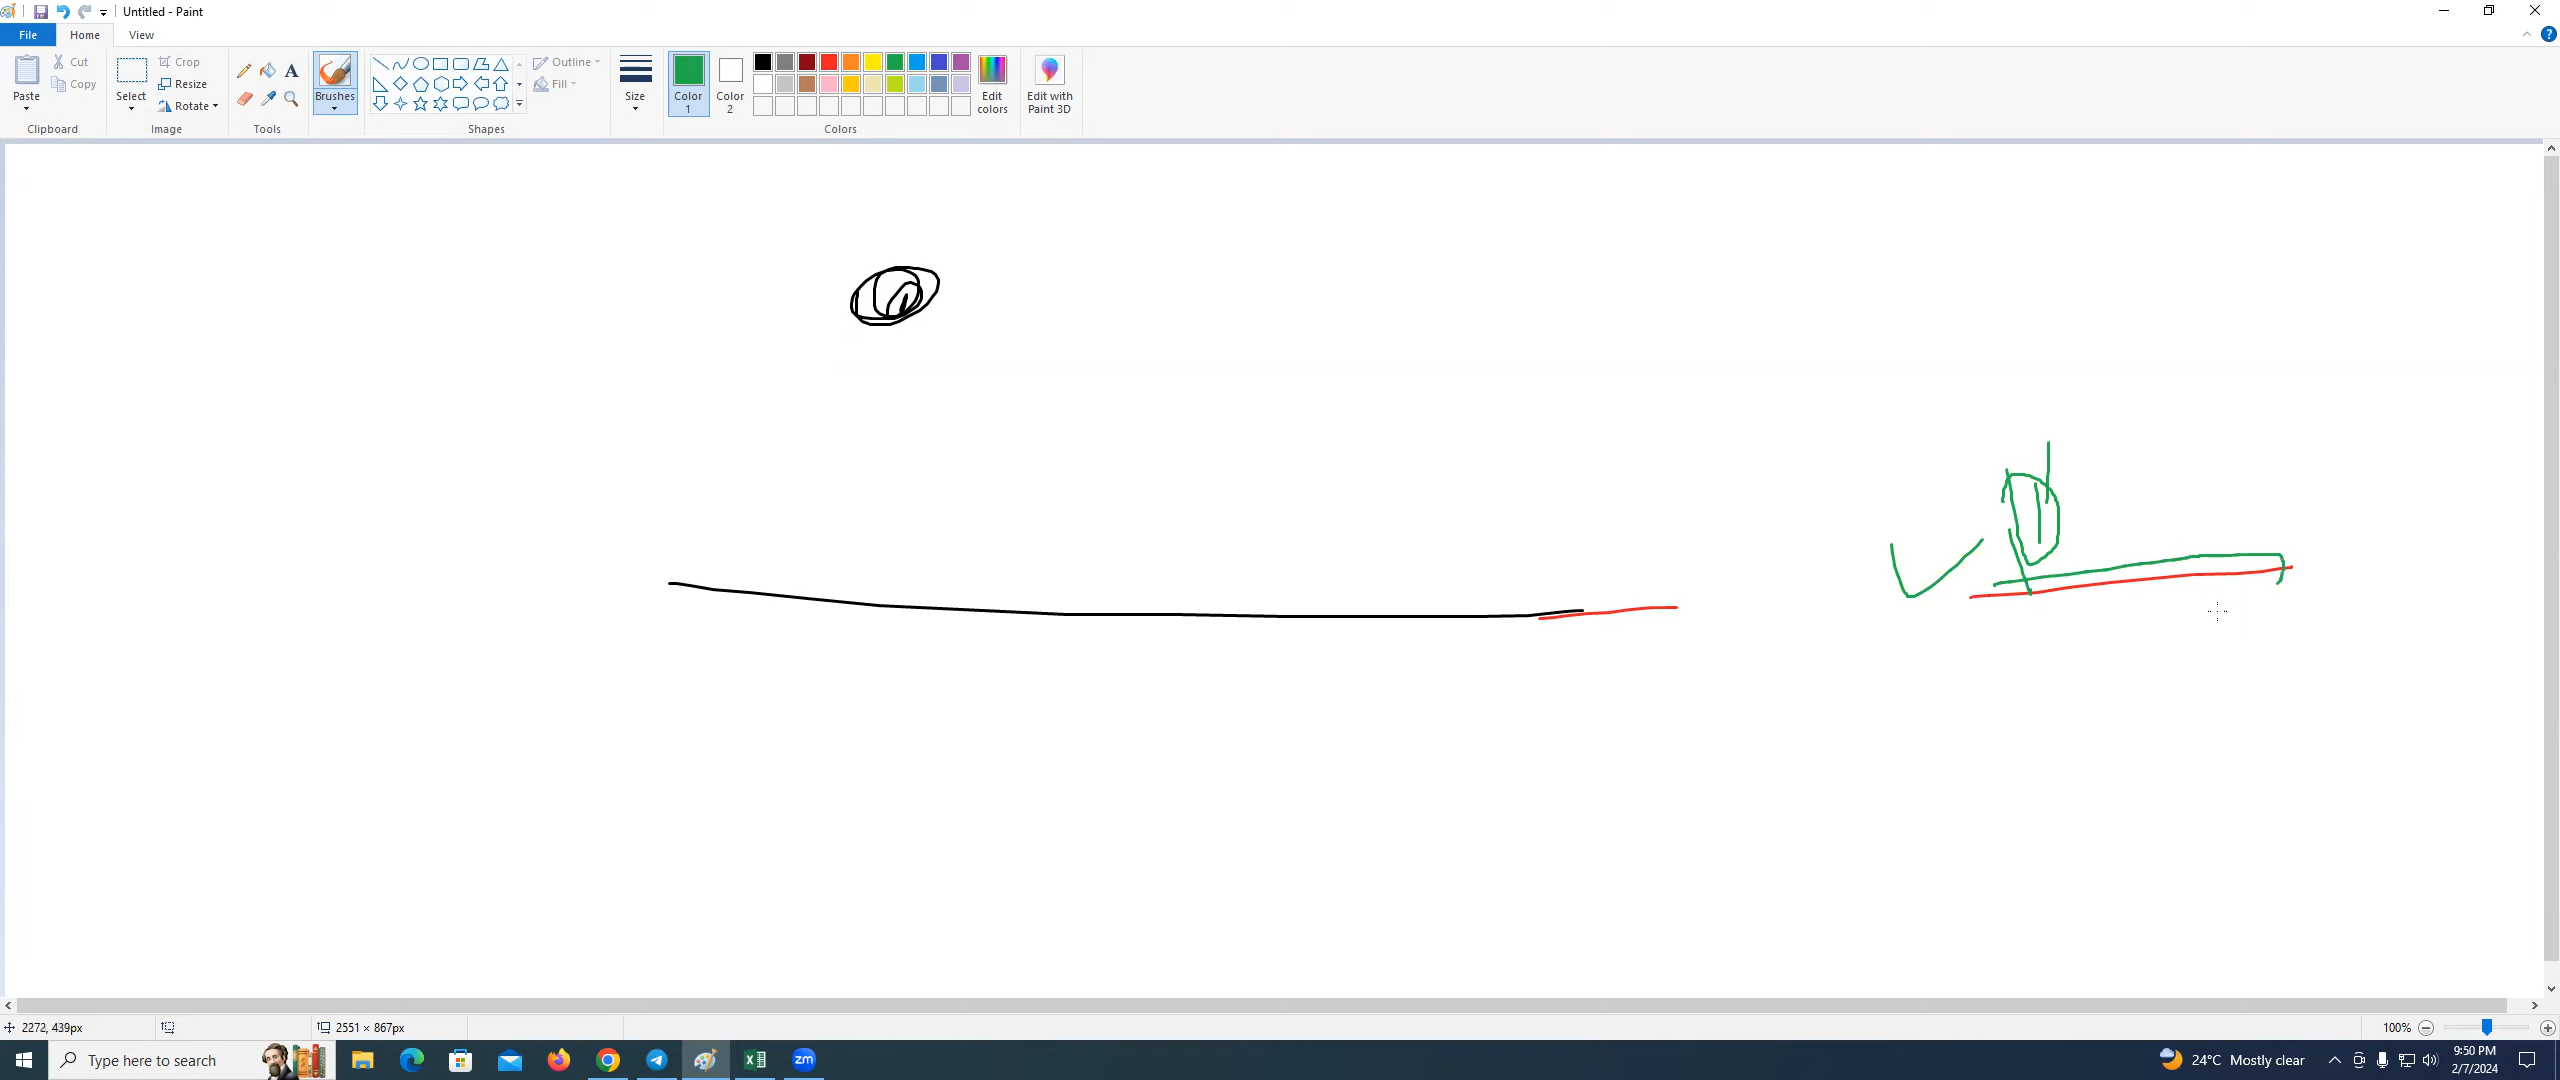 Untitled - Paint
File Home View
Paste Cut Copy Clipboard
Select Crop Resize Rotate Image
Tools
Brushes
Shapes
Outline Fill
Size
Color 1 Color 2 Edit colors Colors
Edit with Paint 3D
2272, 439px 2551 × 867px 100%
Type here to search
zm
24°C Mostly clear
9:50 PM
2/7/2024